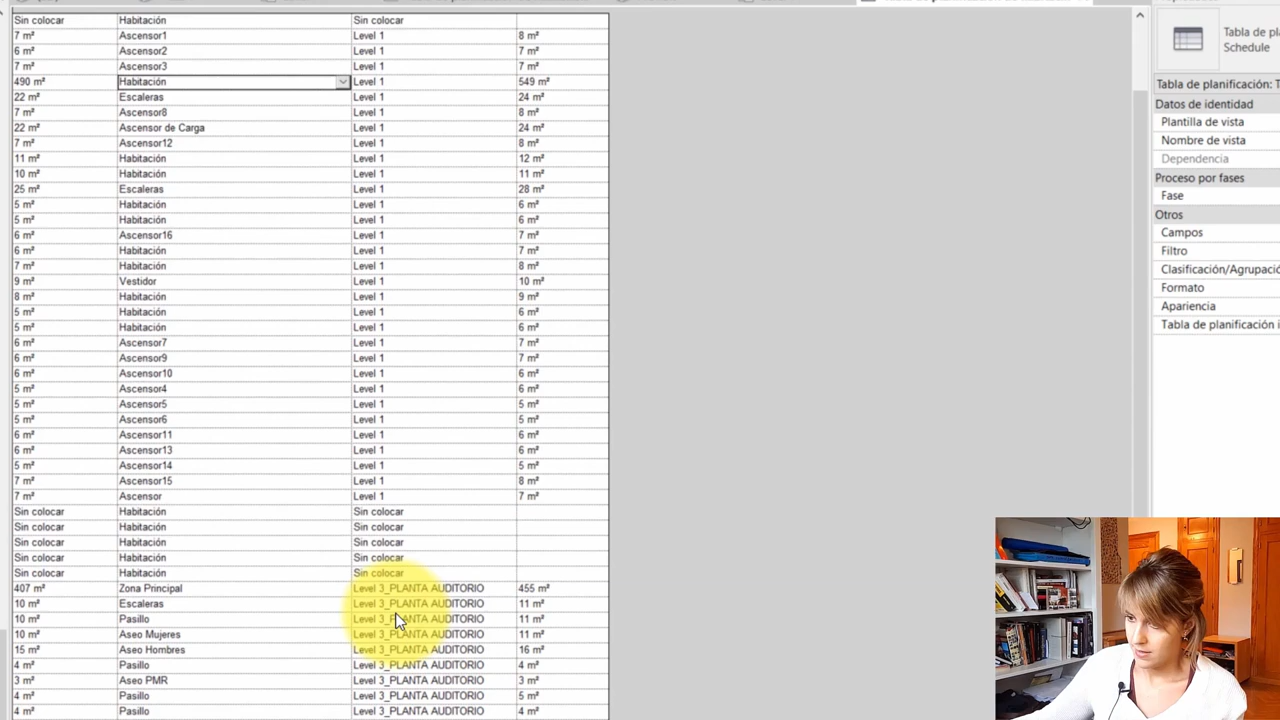 Sin colocar Habitación Sin colocar
7 m² Ascensor1 Level 1 8 m²
6 m² Ascensor2 Level 1 7 m²
7 m² Ascensor3 Level 1 7 m²
490 m² Habitación Level 1 549 m²
22 m² Escaleras Level 1 24 m²
7 m² Ascensor8 Level 1 8 m²
22 m² Ascensor de Carga Level 1 24 m²
7 m² Ascensor12 Level 1 8 m²
11 m² Habitación Level 1 12 m²
10 m² Habitación Level 1 11 m²
25 m² Escaleras Level 1 28 m²
5 m² Habitación Level 1 6 m²
5 m² Habitación Level 1 6 m²
6 m² Ascensor16 Level 1 7 m²
6 m² Habitación Level 1 7 m²
7 m² Habitación Level 1 8 m²
9 m² Vestidor Level 1 10 m²
8 m² Habitación Level 1 9 m²
5 m² Habitación Level 1 6 m²
5 m² Habitación Level 1 6 m²
6 m² Ascensor7 Level 1 7 m²
6 m² Ascensor9 Level 1 7 m²
6 m² Ascensor10 Level 1 6 m²
5 m² Ascensor4 Level 1 6 m²
5 m² Ascensor5 Level 1 5 m²
5 m² Ascensor6 Level 1 5 m²
6 m² Ascensor11 Level 1 6 m²
6 m² Ascensor13 Level 1 6 m²
5 m² Ascensor14 Level 1 5 m²
7 m² Ascensor15 Level 1 8 m²
7 m² Ascensor Level 1 7 m²
Sin colocar Habitación Sin colocar
Sin colocar Habitación Sin colocar
Sin colocar Habitación Sin colocar
Sin colocar Habitación Sin colocar
Sin colocar Habitación Sin colocar
407 m² Zona Principal Level 3_PLANTA AUDITORIO 455 m²
10 m² Escaleras Level 3_PLANTA AUDITORIO 11 m²
10 m² Pasillo Level 3_PLANTA AUDITORIO 11 m²
10 m² Aseo Mujeres Level 3_PLANTA AUDITORIO 11 m²
15 m² Aseo Hombres Level 3_PLANTA AUDITORIO 16 m²
4 m² Pasillo Level 3_PLANTA AUDITORIO 4 m²
3 m² Aseo PMR Level 3_PLANTA AUDITORIO 3 m²
4 m² Pasillo Level 3_PLANTA AUDITORIO 5 m²
4 m² Pasillo Level 3_PLANTA AUDITORIO 4 m²
Tabla de pla
Schedule
Tabla de planificación: T
Datos de identidad
Plantilla de vista
Nombre de vista
Dependencia
Proceso por fases
Fase
Otros
Campos
Filtro
Clasificación/Agrupació
Formato
Apariencia
Tabla de planificación i